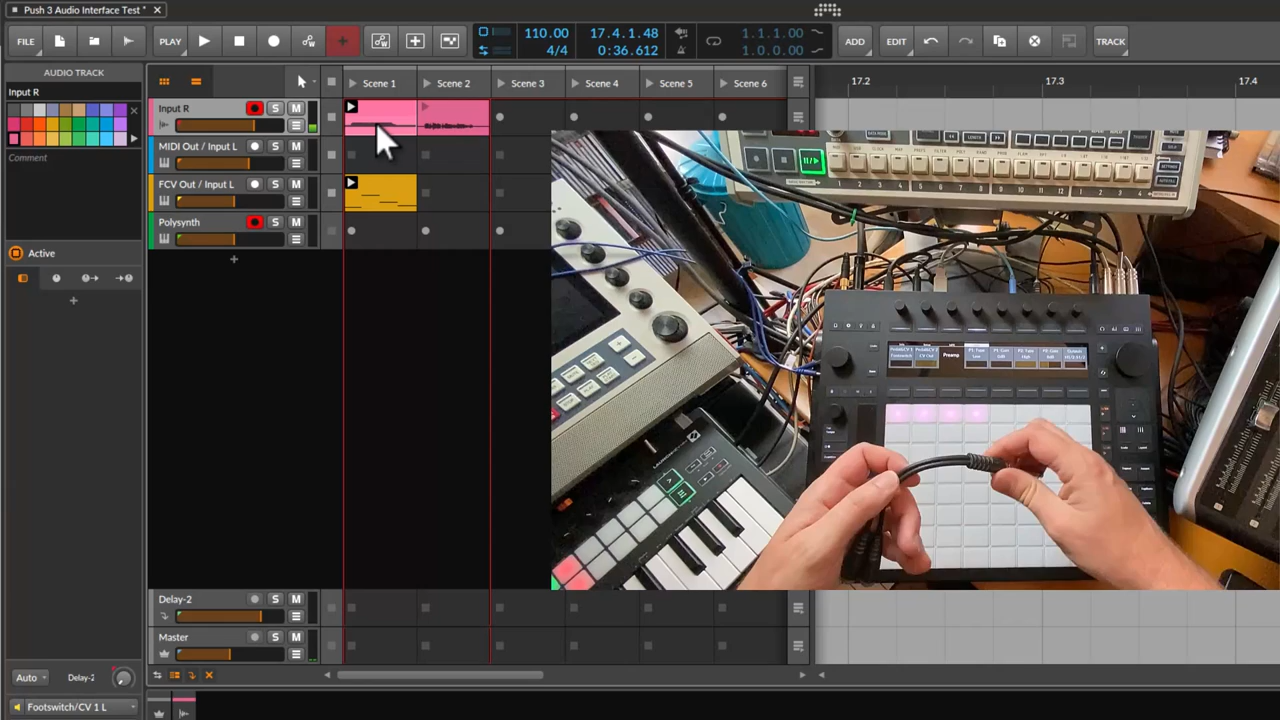 Push 3 Audio Interface Test *
FILE
PLAY
110.00
4/4
17.4.1.48
0:36.612
1.1.1.00
1.0.0.00
ADD
EDIT
TRACK
AUDIO TRACK
Input R
Comment
Active
Auto
Delay-2
Footswitch/CV 1 L
Scene 1
Scene 2
Scene 3
Scene 4
Scene 5
Scene 6
Input R
S
M
MIDI Out / Input L
S
M
FCV Out / Input L
S
M
Polysynth
S
M
Delay-2
S
M
Master
S
M
17.2
17.3
17.4
Preamp